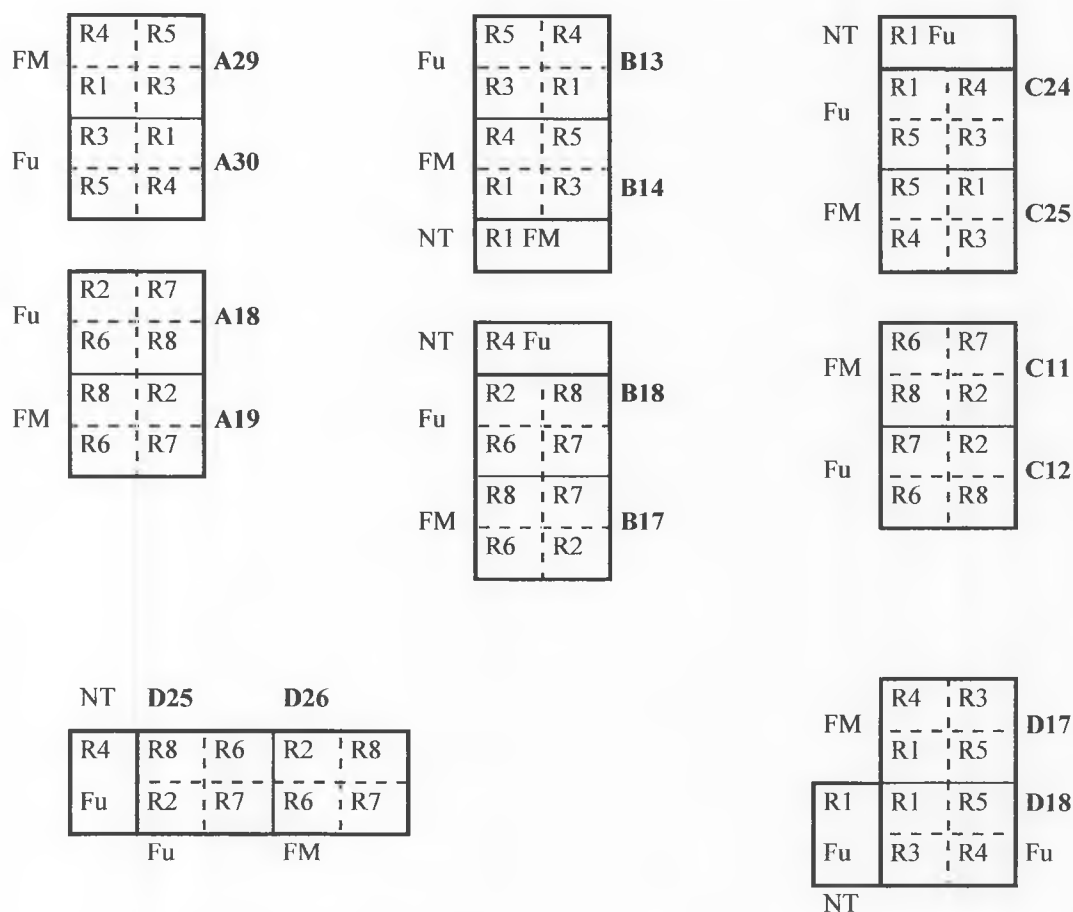 R4 R5
FM A29
R1 R3
R3 R1
Fu A30
R5 R4
R5 R4
Fu B13
R3 R1
R4 R5
FM
R1 R3 B14
NT R1 FM
NT R1 Fu
R1 R4 C24
Fu
R5 R3
R5 R1
FM C25
R4 R3
R2 R7
Fu A18
R6 R8
R8 R2
FM A19
R6 R7
NT R4 Fu
R2 R8 B18
Fu
R6 R7
R8 R7
FM B17
R6 R2
R6 R7
FM C11
R8 R2
R7 R2
Fu C12
R6 R8
NT D25 D26
R4 R8 R6 R2 R8
Fu R2 R7 R6 R7
Fu FM
R4 R3
FM D17
R1 R5
R1 R1 R5 D18
Fu R3 R4 Fu
NT